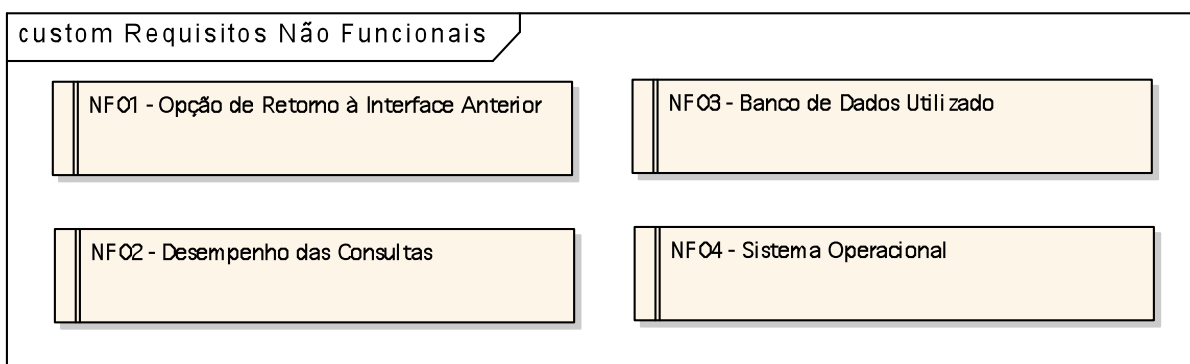 custom Requisitos Não Funcionais
NF01 - Opção de Retorno à Interface Anterior
NF03 - Banco de Dados Utilizado
NF02 - Desempenho das Consultas
NF04 - Sistema Operacional